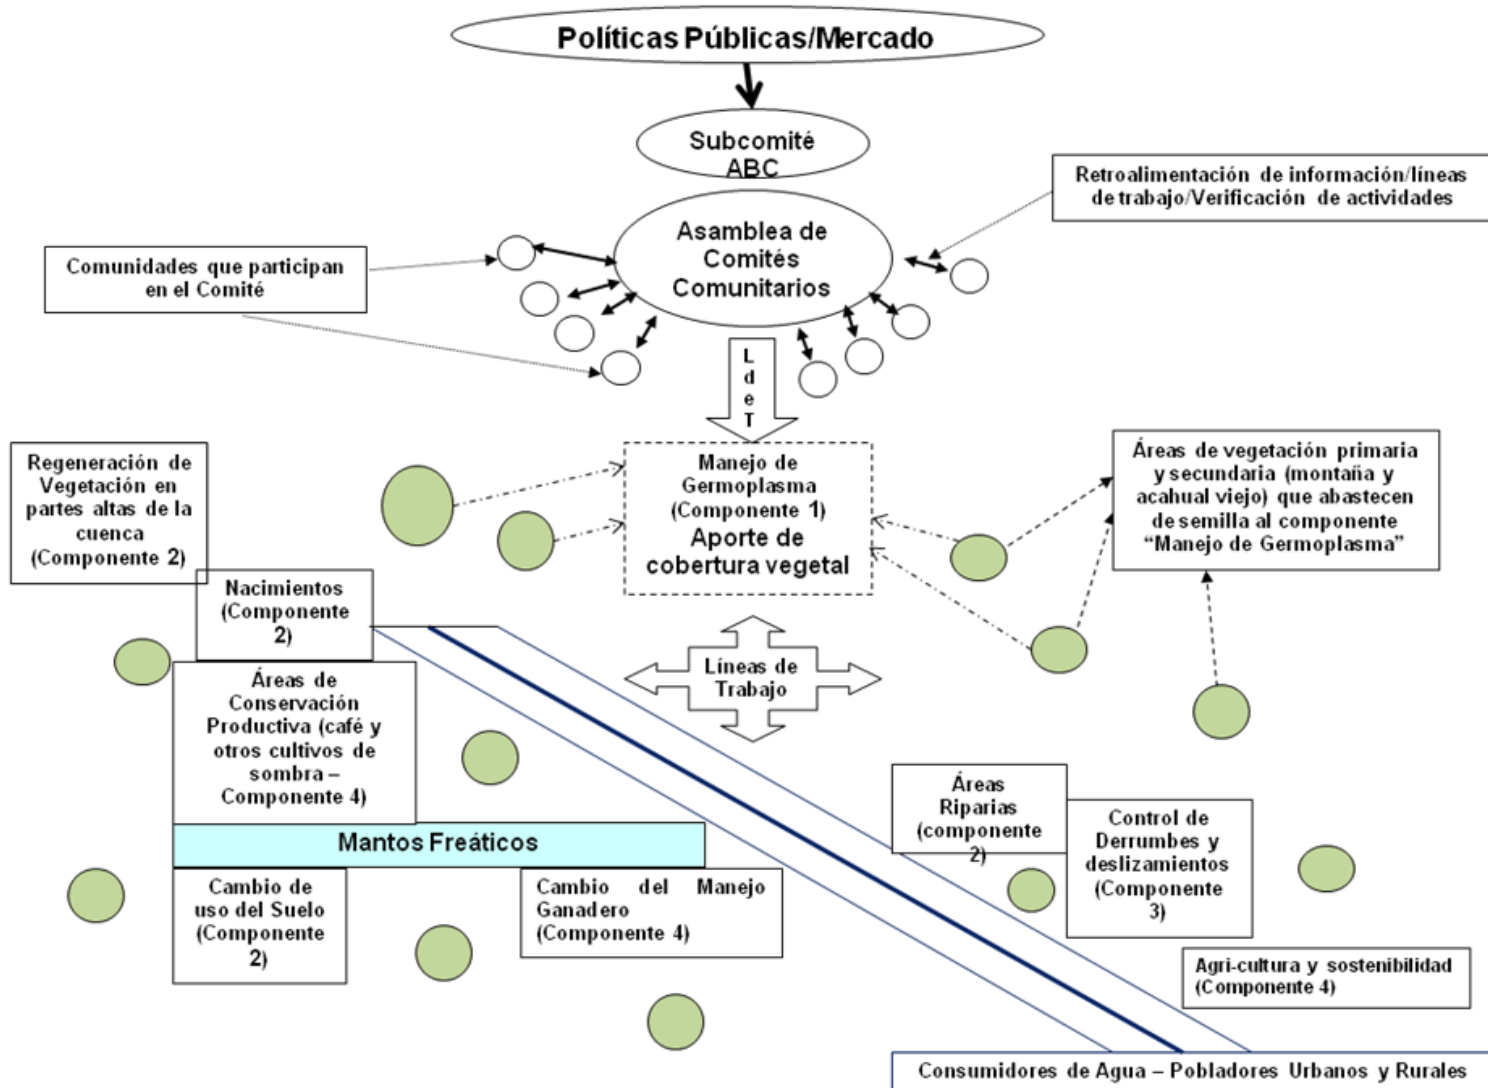 Políticas Públicas/Mercado
Subcomité
ABC
Retroalimentación de información/líneas
de trabajo/Verificación de actividades
Asamblea de
Comités
Comunitarios
Comunidades que participan
en el Comité
L
d
e
T
Regeneración de
Vegetación en
partes altas de la
cuenca
(Componente 2)
Manejo de
Germoplasma
(Componente 1)
Aporte de
cobertura vegetal
Áreas de vegetación primaria
y secundaria (montaña y
acahual viejo) que abastecen
de semilla al componente
“Manejo de Germoplasma”
Nacimientos
(Componente
2)
Líneas de
Trabajo
Áreas de
Conservación
Productiva (café y
otros cultivos de
sombra –
Componente 4)
Mantos Freáticos
Áreas
Riparias
(componente
2)
Control de
Derrumbes y
deslizamientos
(Componente
3)
Cambio de
uso del Suelo
(Componente
2)
Cambio del Manejo
Ganadero
(Componente 4)
Agri-cultura y sostenibilidad
(Componente 4)
Consumidores de Agua – Pobladores Urbanos y Rurales